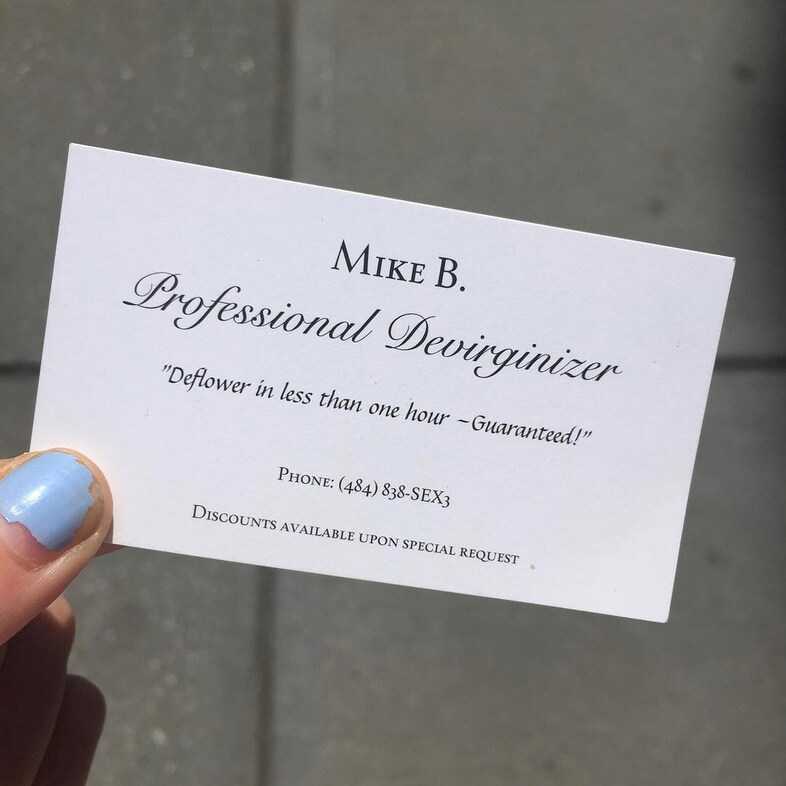 Mike B.
Professional Devirginizer
"Deflower in less than one hour –Guaranteed!"
Phone: (484) 838-SEX3
Discounts available upon special request